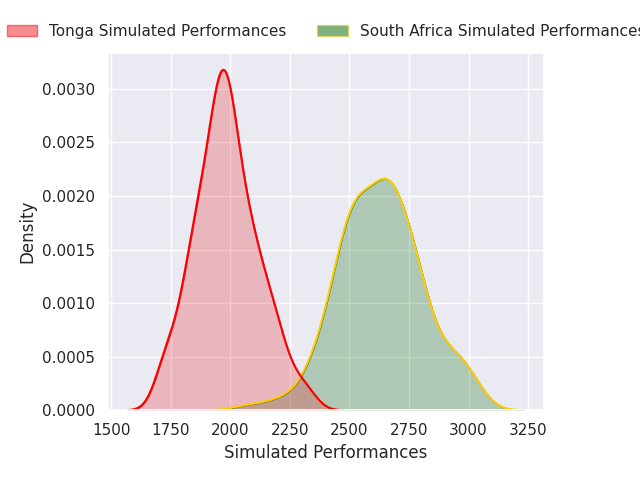 Tonga Simulated Performances
South Africa Simulated Performances
0.0030
0.0025
0.0020
0.0015
0.0010
0.0005
0.0000
Density
1500 1750 2000 2250 2500 2750 3000 3250
Simulated Performances